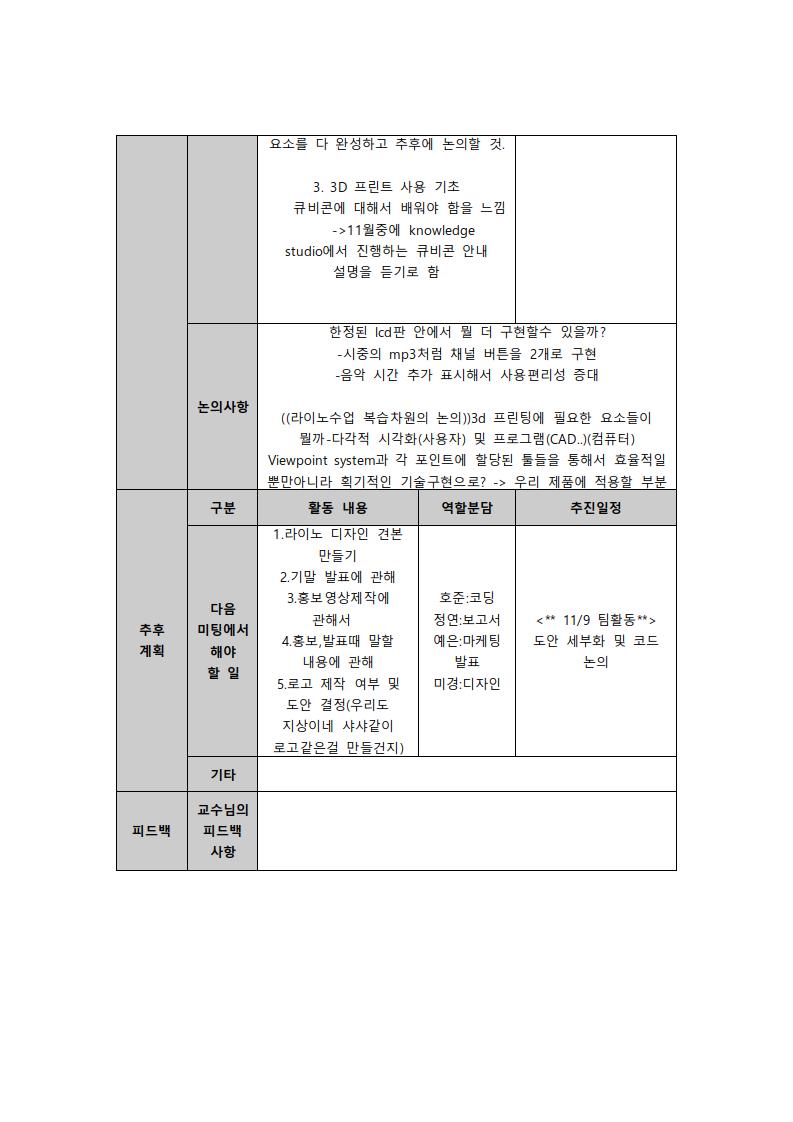 요소를 다 완성하고 추후에 논의할 것.
3. 3D 프린트 사용 기초
큐비콘에 대해서 배워야 함을 느낌
->11월중에 knowledge
studio에서 진행하는 큐비콘 안내
설명을 듣기로 함
논의사항
한정된 lcd판 안에서 뭘 더 구현할수 있을까?
-시중의 mp3처럼 채널 버튼을 2개로 구현
-음악 시간 추가 표시해서 사용편리성 증대
((라이노수업 복습차원의 논의))3d 프린팅에 필요한 요소들이
뭘까-다각적 시각화(사용자) 및 프로그램(CAD..)(컴퓨터)
Viewpoint system과 각 포인트에 할당된 툴들을 통해서 효율적일
뿐만아니라 획기적인 기술구현으로? -> 우리 제품에 적용할 부분
추후
계획
구분
활동 내용
역할분담
추진일정
다음
미팅에서
해야
할 일
1.라이노 디자인 견본
만들기
2.기말 발표에 관해
3.홍보영상제작에
관해서
4.홍보,발표때 말할
내용에 관해
5.로고 제작 여부 및
도안 결정(우리도
지상이네 샤샤같이
로고같은걸 만들건지)
호준:코딩
정연:보고서
예은:마케팅
발표
미경:디자인
<** 11/9 팀활동**>
도안 세부화 및 코드
논의
기타
피드백
교수님의
피드백
사항